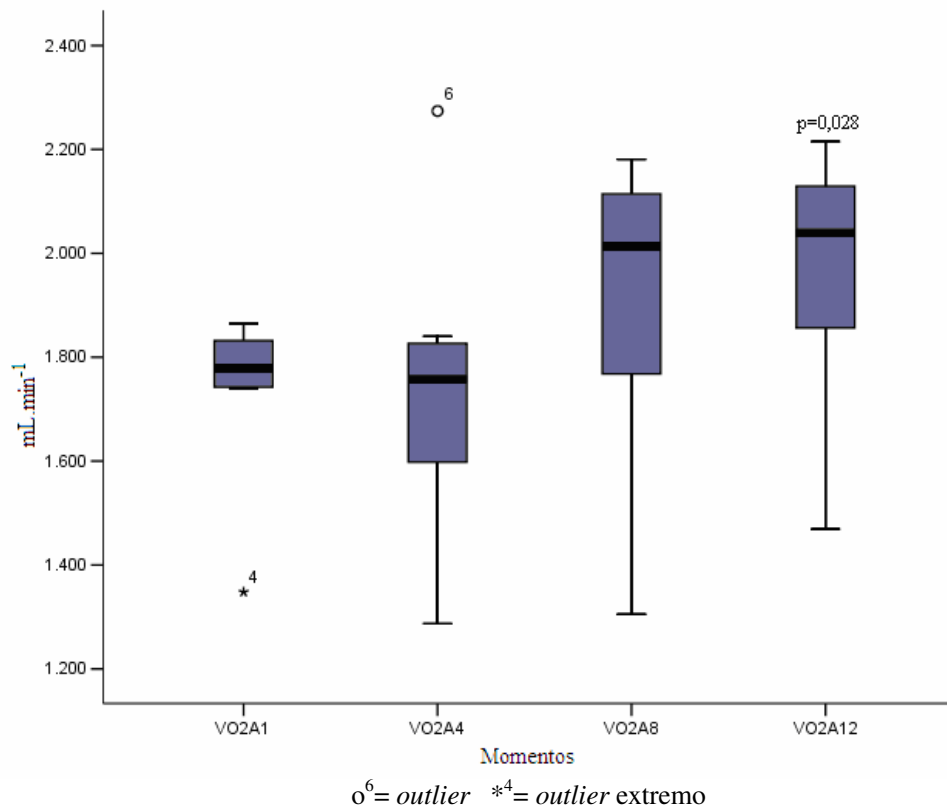 2.400
6
2.200
p=0,028
2.000
1.800
mL.min-1
1.600
1.400
4
*
1.200
VO2A1 VO2A4 VO2A8 VO2A12
Momentos
o6= outlier *4= outlier extremo